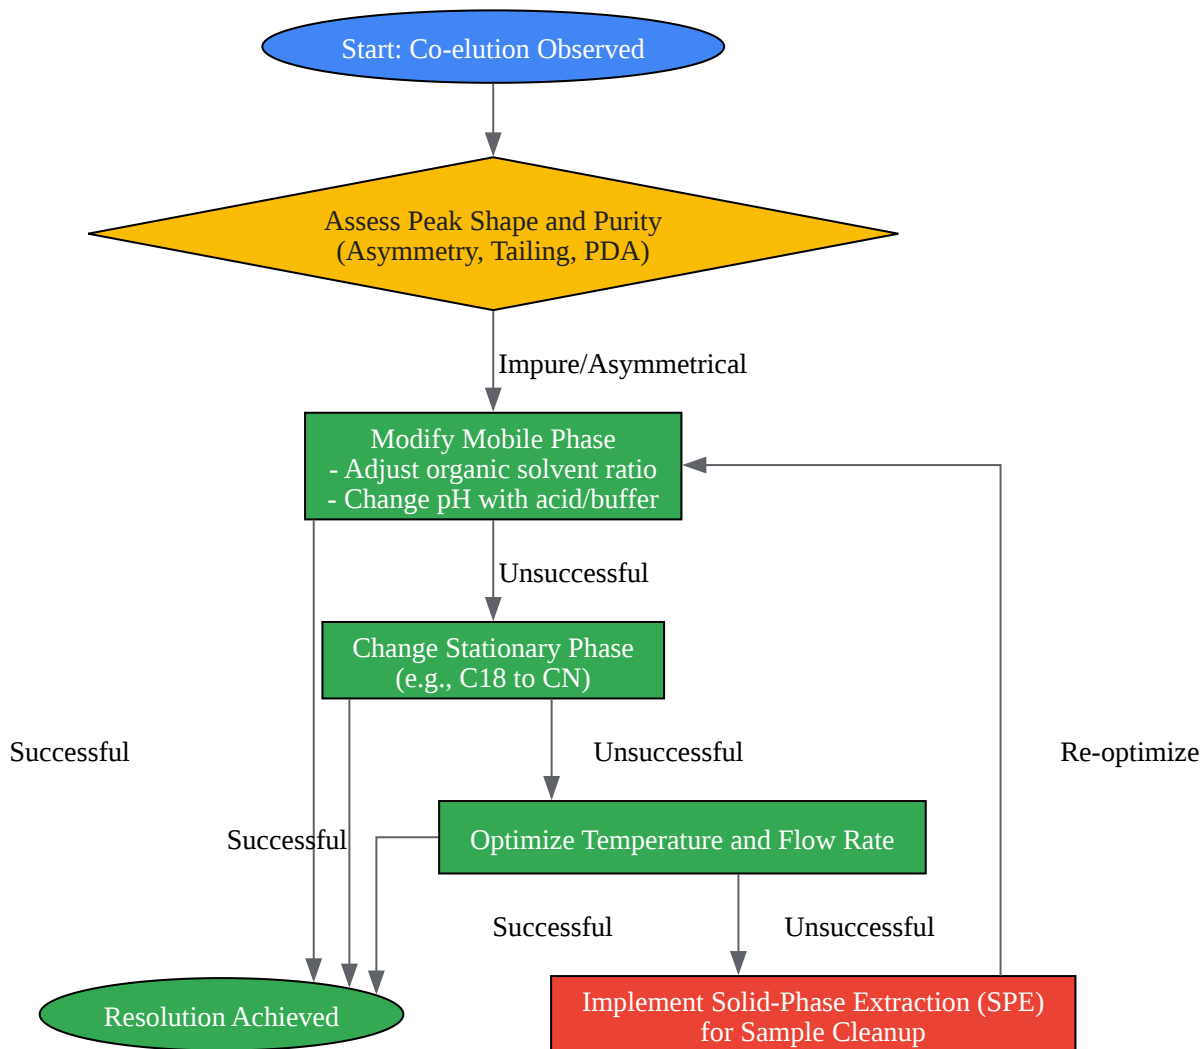 Start: Co-elution Observed
Assess Peak Shape and Purity
(Asymmetry, Tailing, PDA)
Impure/Asymmetrical
Modify Mobile Phase
- Adjust organic solvent ratio
- Change pH with acid/buffer
Unsuccessful
Change Stationary Phase
(e.g., C18 to CN)
Successful
Unsuccessful
Re-optimize
Successful
Optimize Temperature and Flow Rate
Successful
Unsuccessful
Resolution Achieved
Implement Solid-Phase Extraction (SPE)
for Sample Cleanup